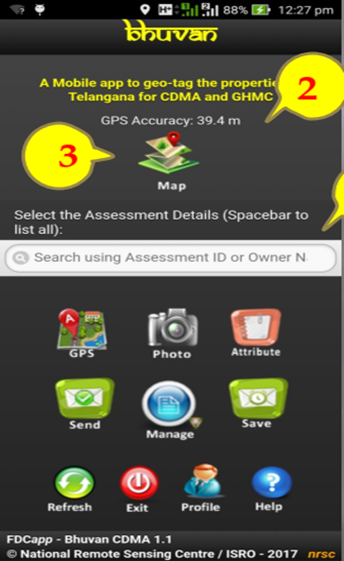 H+ 1 2 88% 12:27 pm
bhuvan
A Mobile app to geo-tag the properti
Telangana for CDMA and GHMC
2
GPS Accuracy: 39.4 m
3
Map
Select the Assessment Details (Spacebar to
list all):
Search using Assessment ID or Owner N
A
GPS Photo Attribute
Send Manage Save
Refresh Exit Profile Help
?
FDCapp - Bhuvan CDMA 1.1
© National Remote Sensing Centre / ISRO - 2017 nrsc